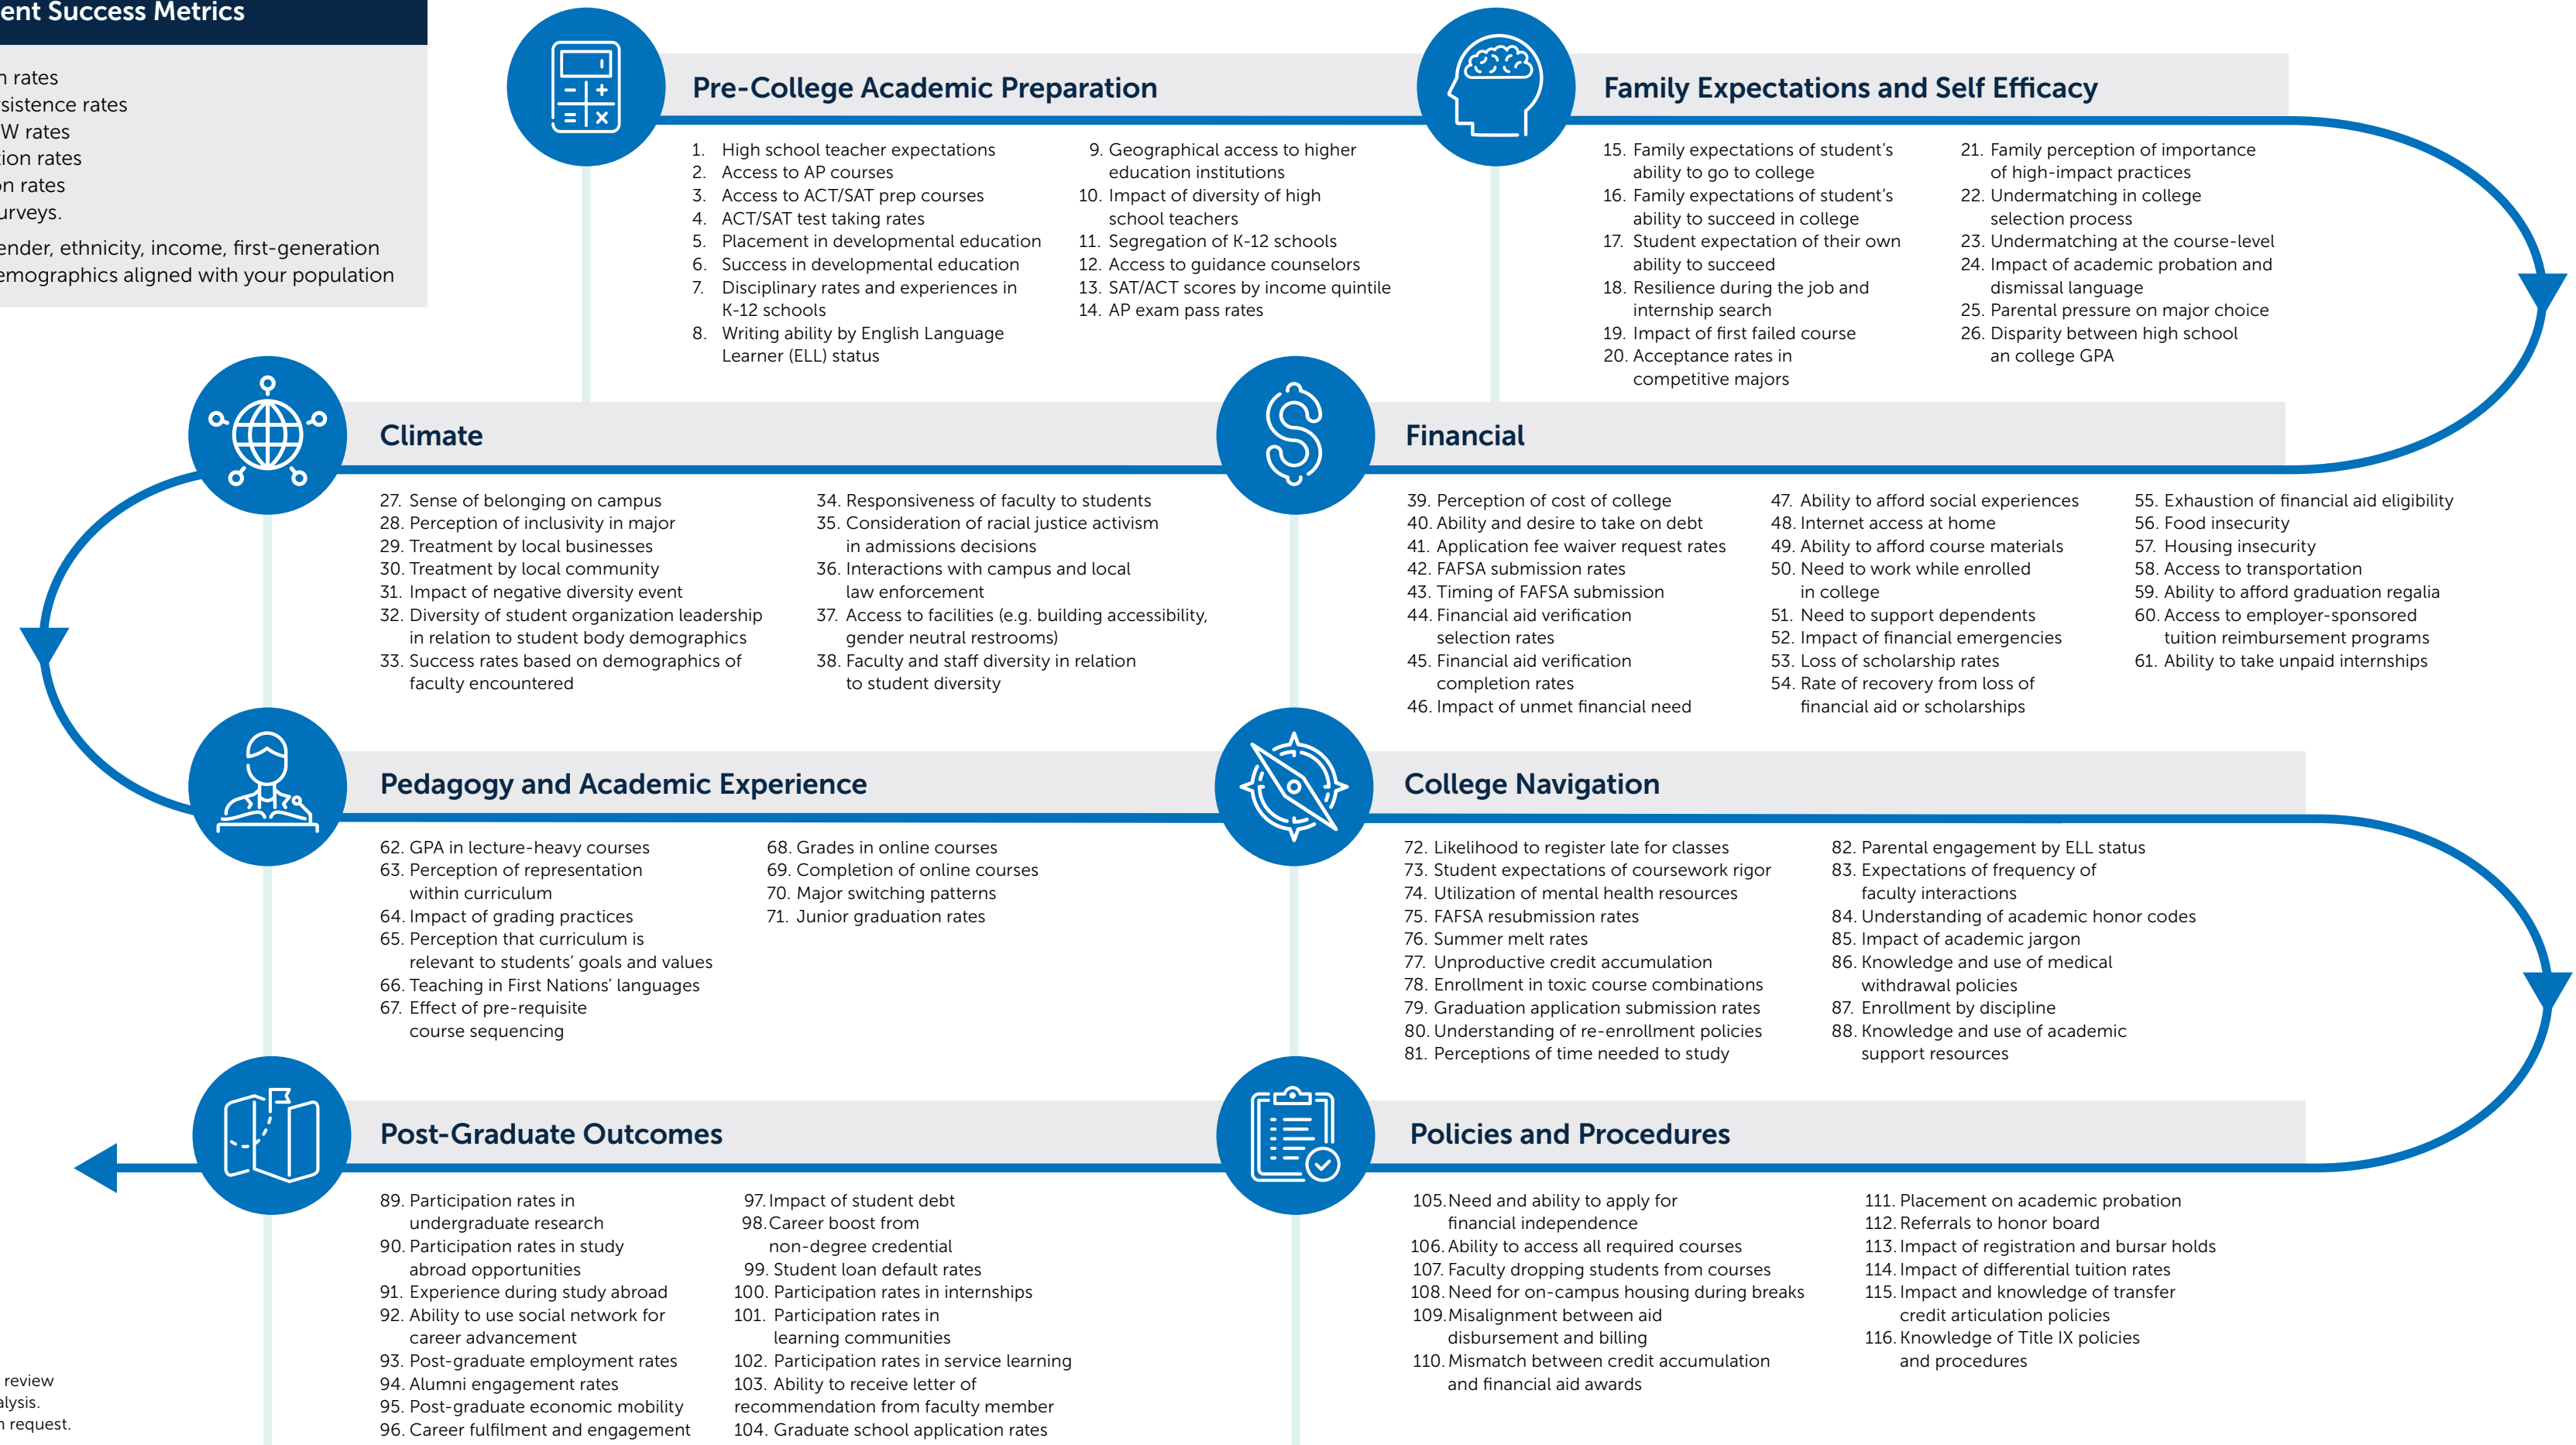 ent Success Metrics
n rates
sistence rates
W rates
tion rates
on rates
urveys.
ender, ethnicity, income, first-generation
emographics aligned with your population
Pre-College Academic Preparation
1. High school teacher expectations
2. Access to AP courses
3. Access to ACT/SAT prep courses
4. ACT/SAT test taking rates
5. Placement in developmental education
6. Success in developmental education
7. Disciplinary rates and experiences in
K-12 schools
8. Writing ability by English Language
Learner (ELL) status
9. Geographical access to higher
education institutions
10. Impact of diversity of high
school teachers
11. Segregation of K-12 schools
12. Access to guidance counselors
13. SAT/ACT scores by income quintile
14. AP exam pass rates
Family Expectations and Self Efficacy
15. Family expectations of student's
ability to go to college
16. Family expectations of student's
ability to succeed in college
17. Student expectation of their own
ability to succeed
18. Resilience during the job and
internship search
19. Impact of first failed course
20. Acceptance rates in
competitive majors
21. Family perception of importance
of high-impact practices
22. Undermatching in college
selection process
23. Undermatching at the course-level
24. Impact of academic probation and
dismissal language
25. Parental pressure on major choice
26. Disparity between high school
an college GPA
Climate
27. Sense of belonging on campus
28. Perception of inclusivity in major
29. Treatment by local businesses
30. Treatment by local community
31. Impact of negative diversity event
32. Diversity of student organization leadership
in relation to student body demographics
33. Success rates based on demographics of
faculty encountered
34. Responsiveness of faculty to students
35. Consideration of racial justice activism
in admissions decisions
36. Interactions with campus and local
law enforcement
37. Access to facilities (e.g. building accessibility,
gender neutral restrooms)
38. Faculty and staff diversity in relation
to student diversity
Financial
39. Perception of cost of college
40. Ability and desire to take on debt
41. Application fee waiver request rates
42. FAFSA submission rates
43. Timing of FAFSA submission
44. Financial aid verification
selection rates
45. Financial aid verification
completion rates
46. Impact of unmet financial need
47. Ability to afford social experiences
48. Internet access at home
49. Ability to afford course materials
50. Need to work while enrolled
in college
51. Need to support dependents
52. Impact of financial emergencies
53. Loss of scholarship rates
54. Rate of recovery from loss of
financial aid or scholarships
55. Exhaustion of financial aid eligibility
56. Food insecurity
57. Housing insecurity
58. Access to transportation
59. Ability to afford graduation regalia
60. Access to employer-sponsored
tuition reimbursement programs
61. Ability to take unpaid internships
Pedagogy and Academic Experience
62. GPA in lecture-heavy courses
63. Perception of representation
within curriculum
64. Impact of grading practices
65. Perception that curriculum is
relevant to students' goals and values
66. Teaching in First Nations' languages
67. Effect of pre-requisite
course sequencing
68. Grades in online courses
69. Completion of online courses
70. Major switching patterns
71. Junior graduation rates
College Navigation
72. Likelihood to register late for classes
73. Student expectations of coursework rigor
74. Utilization of mental health resources
75. FAFSA resubmission rates
76. Summer melt rates
77. Unproductive credit accumulation
78. Enrollment in toxic course combinations
79. Graduation application submission rates
80. Understanding of re-enrollment policies
81. Perceptions of time needed to study
82. Parental engagement by ELL status
83. Expectations of frequency of
faculty interactions
84. Understanding of academic honor codes
85. Impact of academic jargon
86. Knowledge and use of medical
withdrawal policies
87. Enrollment by discipline
88. Knowledge and use of academic
support resources
Post-Graduate Outcomes
89. Participation rates in
undergraduate research
90. Participation rates in study
abroad opportunities
91. Experience during study abroad
92. Ability to use social network for
career advancement
93. Post-graduate employment rates
94. Alumni engagement rates
95. Post-graduate economic mobility
96. Career fulfilment and engagement
97. Impact of student debt
98. Career boost from
non-degree credential
99. Student loan default rates
100. Participation rates in internships
101. Participation rates in
learning communities
102. Participation rates in service learning
103. Ability to receive letter of
recommendation from faculty member
104. Graduate school application rates
Policies and Procedures
105. Need and ability to apply for
financial independence
106. Ability to access all required courses
107. Faculty dropping students from courses
108. Need for on-campus housing during breaks
109. Misalignment between aid
disbursement and billing
110. Mismatch between credit accumulation
and financial aid awards
111. Placement on academic probation
112. Referrals to honor board
113. Impact of registration and bursar holds
114. Impact of differential tuition rates
115. Impact and knowledge of transfer
credit articulation policies
116. Knowledge of Title IX policies
and procedures
review
alysis.
n request.